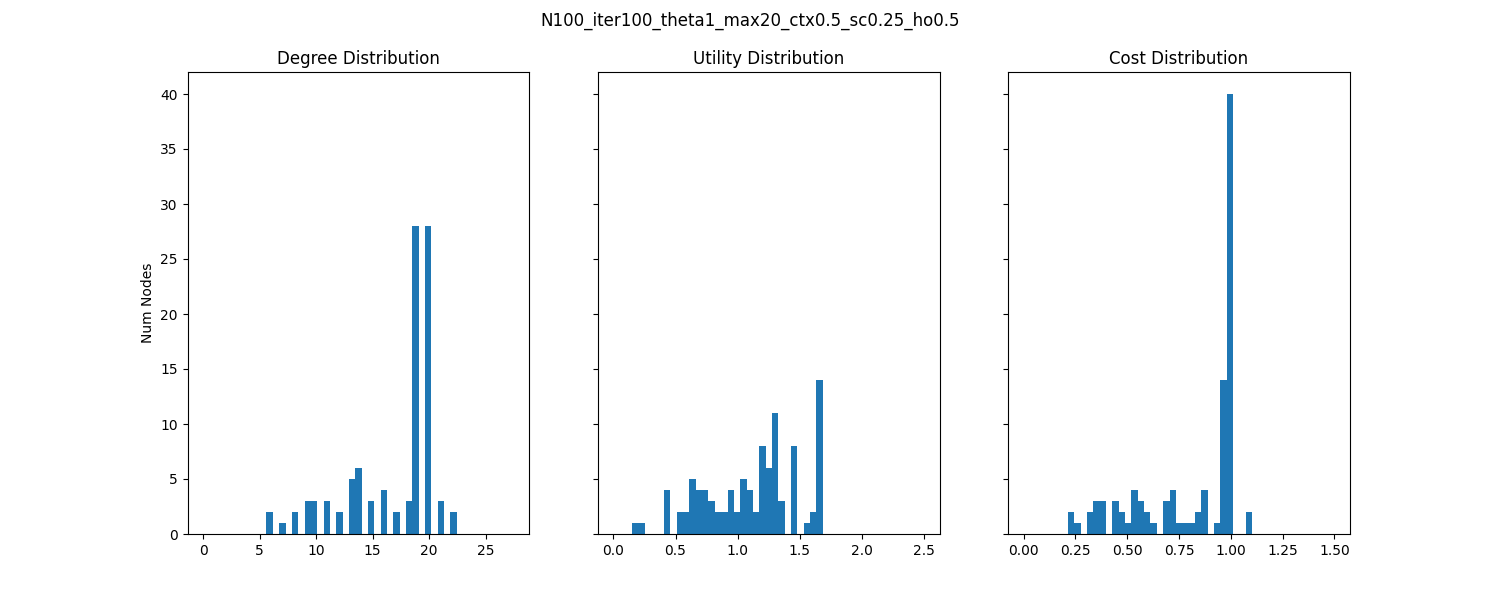 N100_iter100_theta1_max20_ctx0.5_sc0.25_ho0.5
Degree Distribution
Utility Distribution
Cost Distribution
Num Nodes
40
35
30
25
20
15
10
5
0
0 5 10 15 20 25
0.0 0.5 1.0 1.5 2.0 2.5
0.00 0.25 0.50 0.75 1.00 1.25 1.50